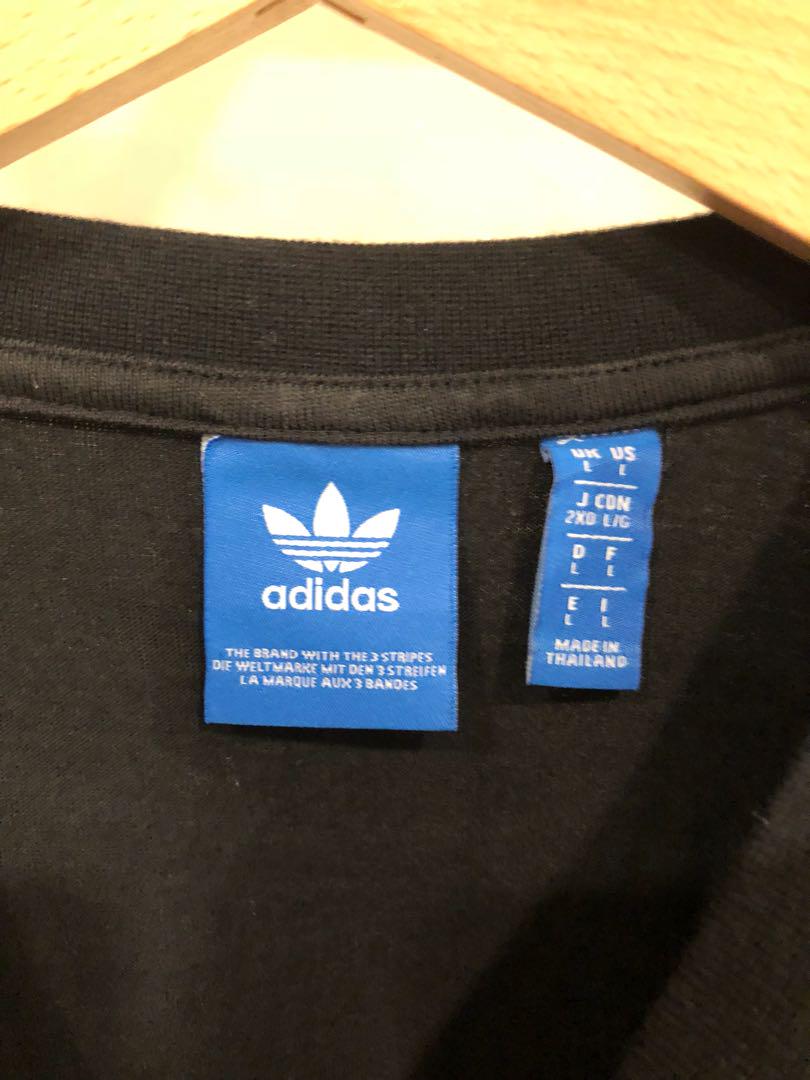 adidas
THE BRAND WITH THE 3 STRIPES
DIE WELTMARKE MIT DEN 3 STREIFEN
LA MARQUE AUX 3 BANDES
UK US
L L
J CDN
2XO L/G
D F
L L
E I
L L
MADE IN
THAILAND